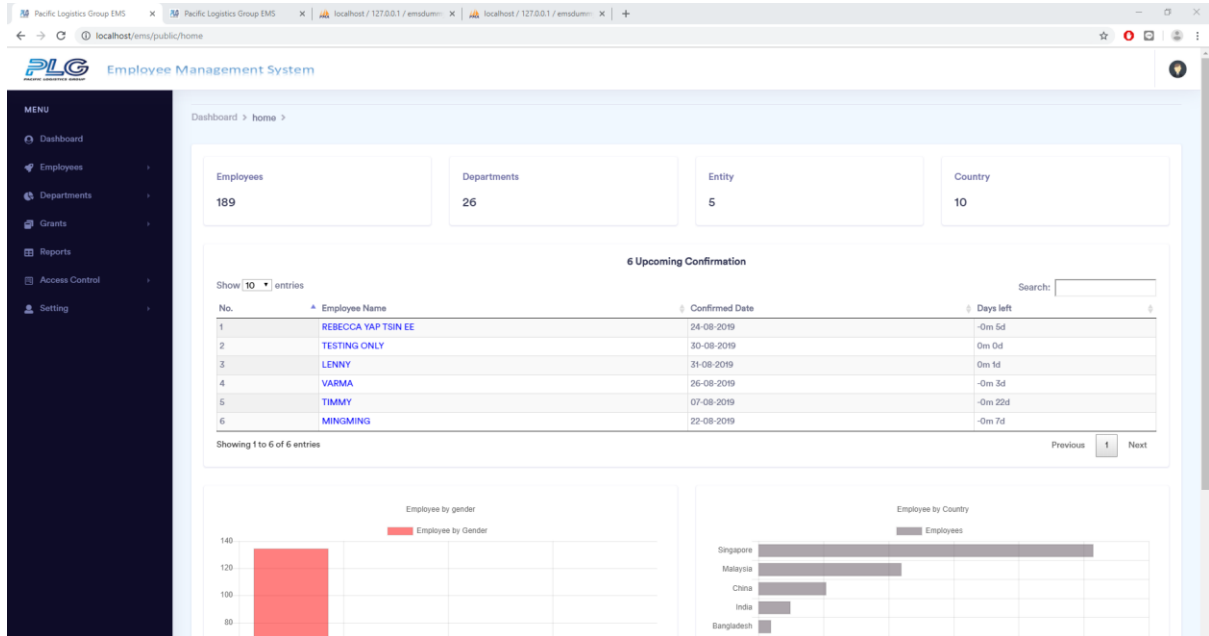 Pacific Logistics Group EMS
Pacific Logistics Group EMS
localhost / 127.0.0.1 / emsdumm
localhost / 127.0.0.1 / emsdumm
localhost/ems/public/home
PLG Employee Management System
PACIFIC LOGISTICS GROUP
MENU
Dashboard
Employees
Departments
Grants
Reports
Access Control
Setting
Dashboard > home >
Employees Departments Entity Country
189 26 5 10
6 Upcoming Confirmation
Show 10 entries Search:
No. Employee Name Confirmed Date Days left
1 REBECCA YAP TSIN EE 24-08-2019 -0m 5d
2 TESTING ONLY 30-08-2019 0m 0d
3 LENNY 31-08-2019 0m 1d
4 VARMA 26-08-2019 -0m 3d
5 TIMMY 07-08-2019 -0m 22d
6 MINGMING 22-08-2019 -0m 7d
Showing 1 to 6 of 6 entries Previous 1 Next
Employee by gender
Employee by Gender
140
120
100
80
Employee by Country
Employees
Singapore
Malaysia
China
India
Bangladesh